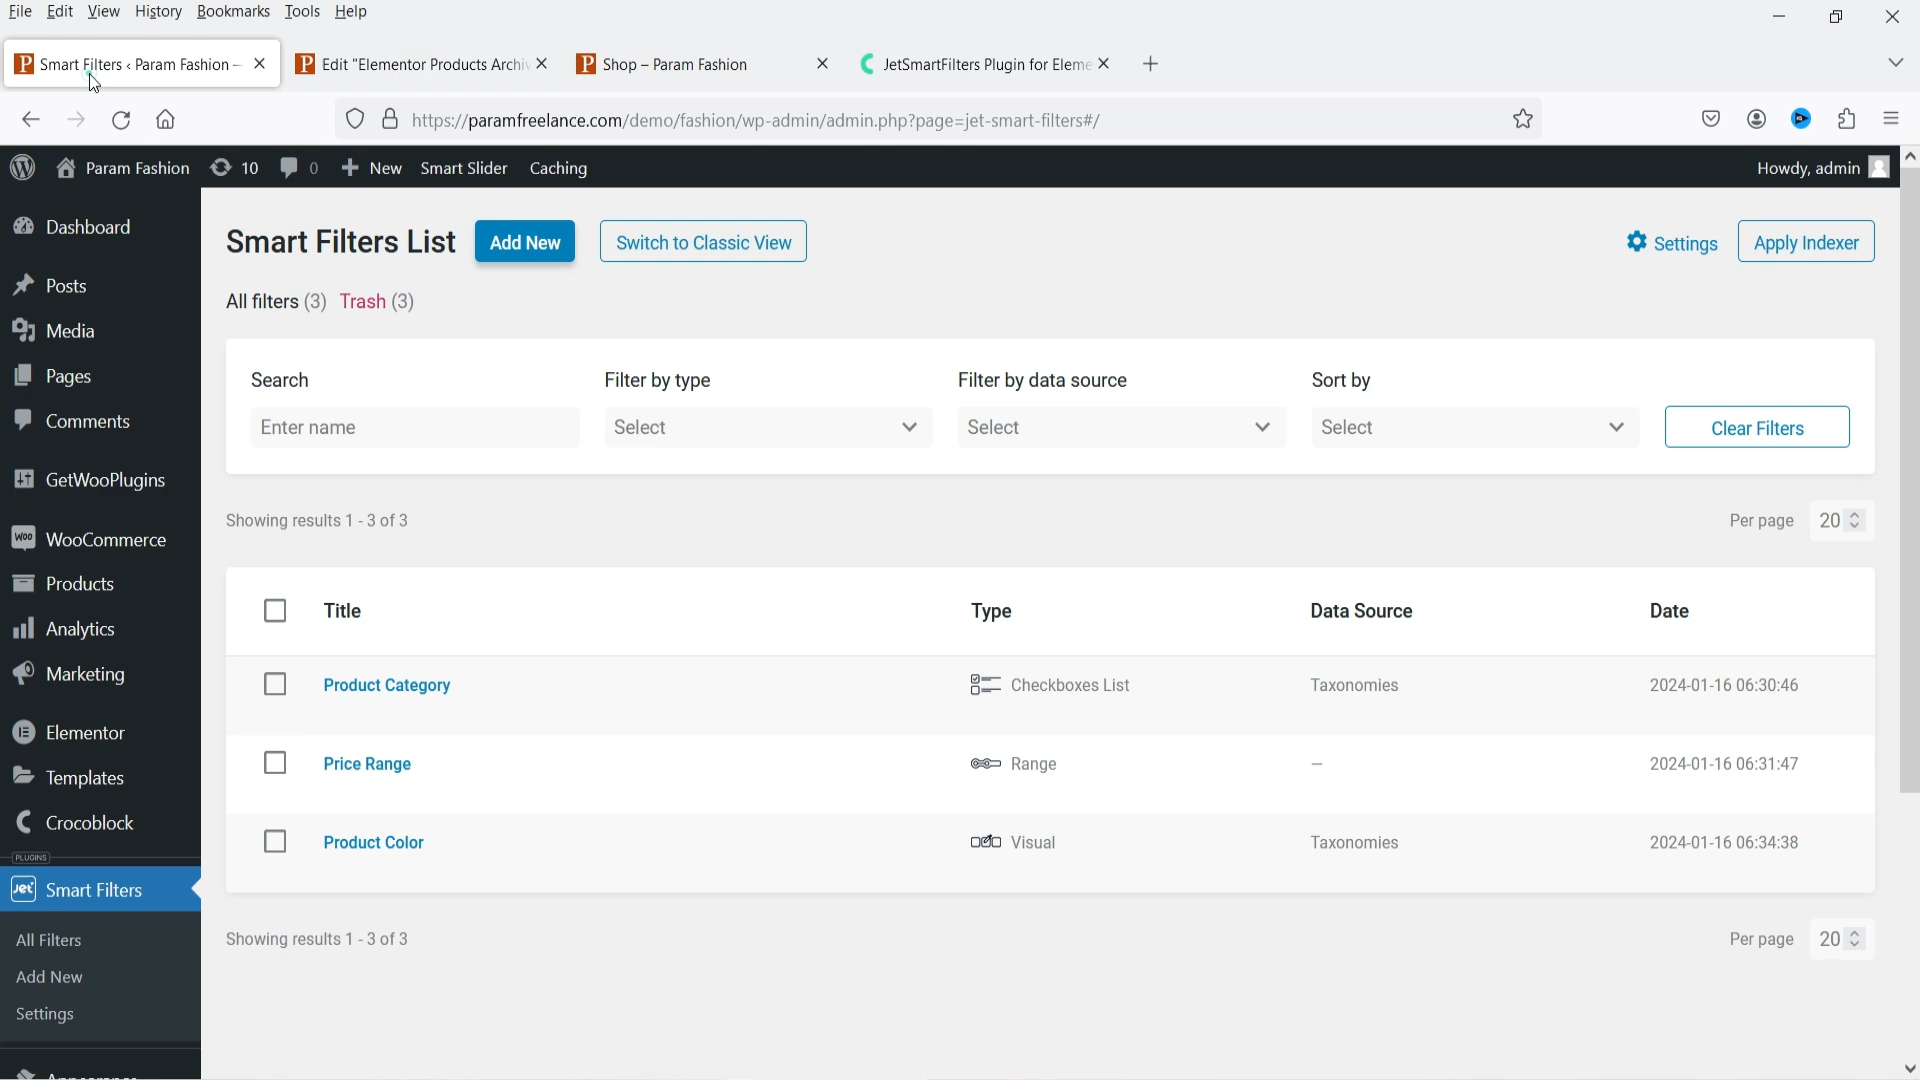 File Edit View History Bookmarks Tools Help
Smart Filters ‹ Param Fashion — Edit "Elementor Products Archiv Shop – Param Fashion JetSmartFilters Plugin for Eleme
https://paramfreelance.com/demo/fashion/wp-admin/admin.php?page=jet-smart-filters#/
Param Fashion 10 0 New Smart Slider Caching Howdy, admin
Dashboard
Posts
Media
Pages
Comments
GetWooPlugins
WooCommerce
Products
Analytics
Marketing
Elementor
Templates
Crocoblock
PLUGINS
Jet Smart Filters
All Filters
Add New
Settings
Smart Filters List Add New Switch to Classic View Settings Apply Indexer
All filters (3) Trash (3)
Search Filter by type Filter by data source Sort by
Enter name Select Select Select Clear Filters
Showing results 1 - 3 of 3 Per page 20
Title Type Data Source Date
Product Category Checkboxes List Taxonomies 2024-01-16 06:30:46
Price Range Range – 2024-01-16 06:31:47
Product Color Visual Taxonomies 2024-01-16 06:34:38
Showing results 1 - 3 of 3 Per page 20